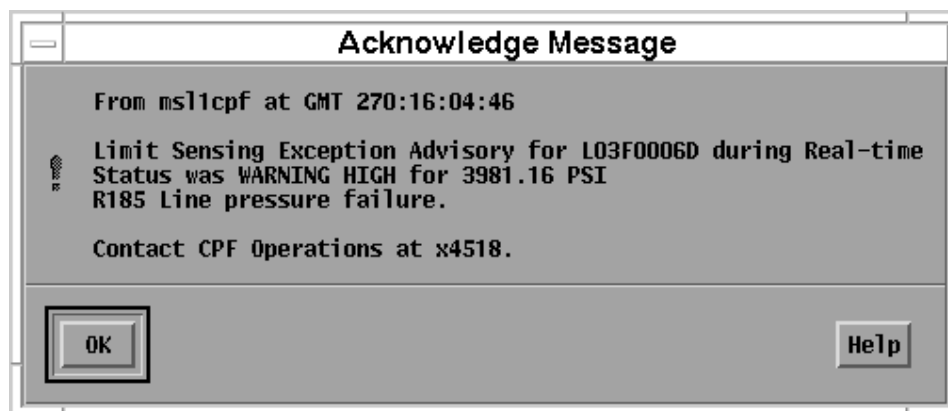 Acknowledge Message
From msl1cpf at GMT 270:16:04:46
Limit Sensing Exception Advisory for L03F0006D during Real-time
Status was WARNING HIGH for 3981.16 PSI
R185 Line pressure failure.
Contact CPF Operations at x4518.
OK
Help